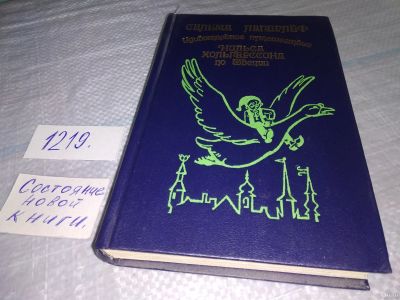 СЕЛЬМА ЛАГЕРЛЁФ
Удивительное путешествие
НИЛЬСА
ХОЛЬГЕРССОНА
по Швеции
1219.
Состояние
новой
книги.